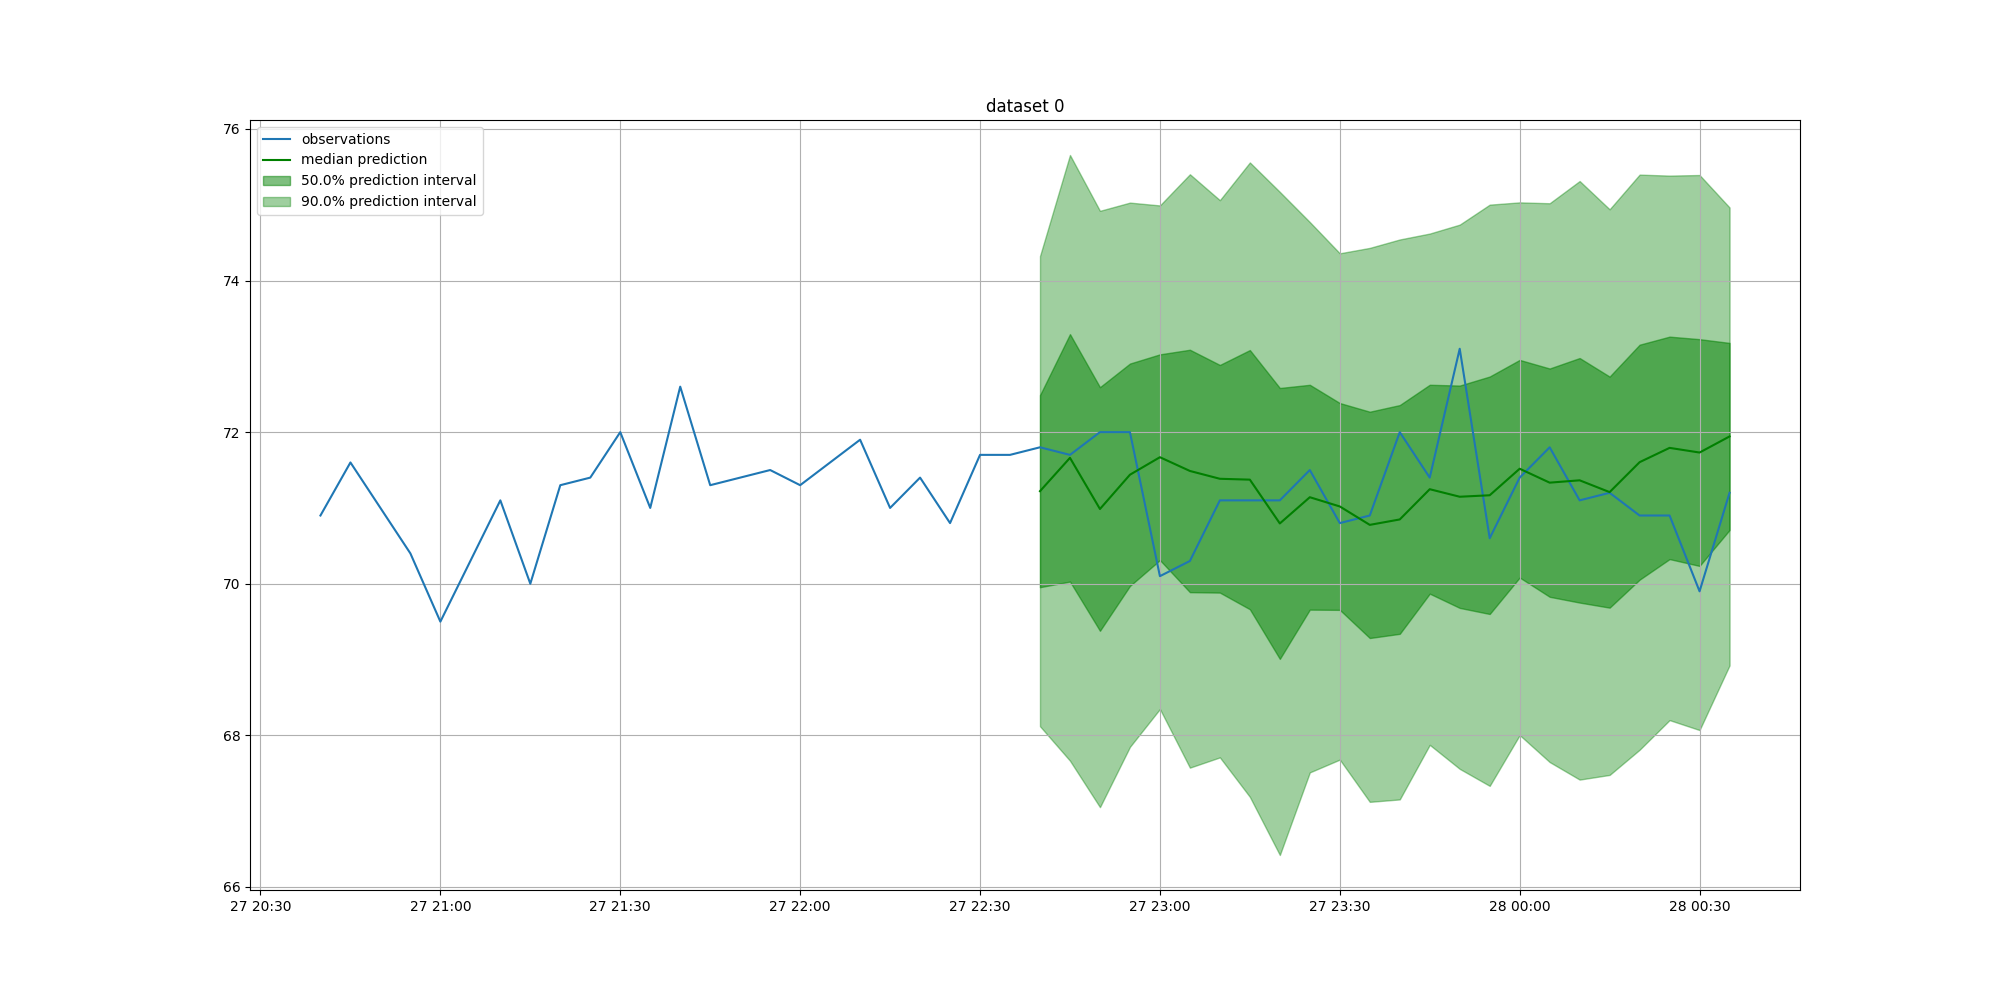 dataset 0
observations
median prediction
50.0% prediction interval
90.0% prediction interval
76
74
72
70
68
66
27 20:30 27 21:00 27 21:30 27 22:00 27 22:30 27 23:00 27 23:30 28 00:00 28 00:30